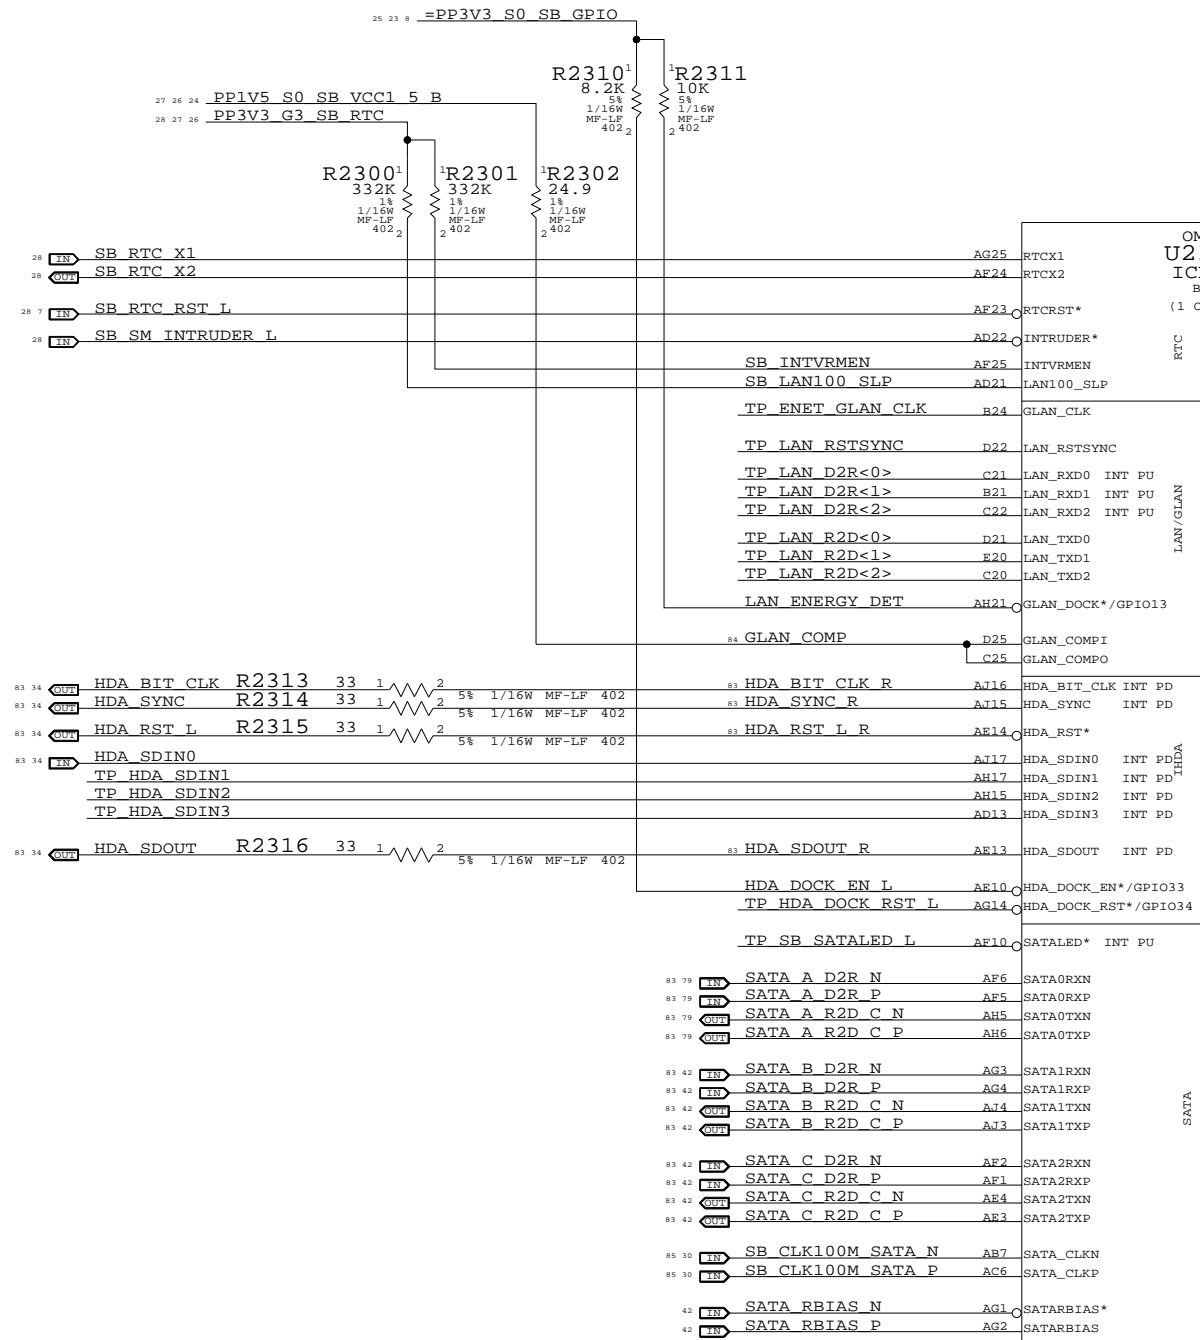 25 23 8 =PP3V3_S0_SB_GPIO
R2310 1
8.2K
5%
1/16W
MF-LF
402 2
1 R2311
10K
5%
1/16W
MF-LF
2 402
27 26 24 PP1V5_S0_SB_VCC1_5_B
28 27 26 PP3V3_G3_SB_RTC
R2300 1
332K
1%
1/16W
MF-LF
402 2
1 R2301
332K
1%
1/16W
MF-LF
2 402
1 R2302
24.9
1%
1/16W
MF-LF
2 402
(1 
RTC
28 IN SB_RTC_X1 AG25 RTCX1
28 OUT SB_RTC_X2 AF24 RTCX2
28 7 IN SB_RTC_RST_L AF23 RTCRST*
28 IN SB_SM_INTRUDER_L AD22 INTRUDER*
SB_INTVRMEN AF25 INTVRMEN
SB_LAN100_SLP AD21 LAN100_SLP
TP_ENET_GLAN_CLK B24 GLAN_CLK
TP_LAN_RSTSYNC D22 LAN_RSTSYNC
TP_LAN_D2R<0> C21 LAN_RXD0 INT PU
TP_LAN_D2R<1> B21 LAN_RXD1 INT PU
TP_LAN_D2R<2> C22 LAN_RXD2 INT PU
LAN/GLAN
TP_LAN_R2D<0> D21 LAN_TXD0
TP_LAN_R2D<1> E20 LAN_TXD1
TP_LAN_R2D<2> C20 LAN_TXD2
LAN_ENERGY_DET AH21 GLAN_DOCK*/GPIO13
84 GLAN_COMP D25 GLAN_COMPI
C25 GLAN_COMPO
83 34 OUT HDA_BIT_CLK R2313 33 1 2 5% 1/16W MF-LF 402 83 HDA_BIT_CLK_R AJ16 HDA_BIT_CLK INT PD
83 34 OUT HDA_SYNC R2314 33 1 2 5% 1/16W MF-LF 402 83 HDA_SYNC_R AJ15 HDA_SYNC INT PD
83 34 OUT HDA_RST_L R2315 33 1 2 5% 1/16W MF-LF 402 83 HDA_RST_L_R AE14 HDA_RST*
83 34 IN HDA_SDIN0 AJ17 HDA_SDIN0 INT PD
TP_HDA_SDIN1 AH17 HDA_SDIN1 INT PD
IHDA
TP_HDA_SDIN2 AH15 HDA_SDIN2 INT PD
TP_HDA_SDIN3 AD13 HDA_SDIN3 INT PD
83 34 OUT HDA_SDOUT R2316 33 1 2 5% 1/16W MF-LF 402 83 HDA_SDOUT_R AE13 HDA_SDOUT INT PD
HDA_DOCK_EN_L AE10 HDA_DOCK_EN*/GPIO33
TP_HDA_DOCK_RST_L AG14 HDA_DOCK_RST*/GPIO34
TP_SB_SATALED_L AF10 SATALED* INT PU
83 79 IN SATA_A_D2R_N AF6 SATA0RXN
83 79 IN SATA_A_D2R_P AF5 SATA0RXP
83 79 OUT SATA_A_R2D_C_N AH5 SATA0TXN
83 79 OUT SATA_A_R2D_C_P AH6 SATA0TXP
83 42 IN SATA_B_D2R_N AG3 SATA1RXN
83 42 IN SATA_B_D2R_P AG4 SATA1RXP
83 42 OUT SATA_B_R2D_C_N AJ4 SATA1TXN
83 42 OUT SATA_B_R2D_C_P AJ3 SATA1TXP
SATA
83 42 IN SATA_C_D2R_N AF2 SATA2RXN
83 42 IN SATA_C_D2R_P AF1 SATA2RXP
83 42 OUT SATA_C_R2D_C_N AE4 SATA2TXN
83 42 OUT SATA_C_R2D_C_P AE3 SATA2TXP
85 30 IN SB_CLK100M_SATA_N AB7 SATA_CLKN
85 30 IN SB_CLK100M_SATA_P AC6 SATA_CLKP
42 IN SATA_RBIAS_N AG1 SATARBIAS*
42 IN SATA_RBIAS_P AG2 SATARBIAS